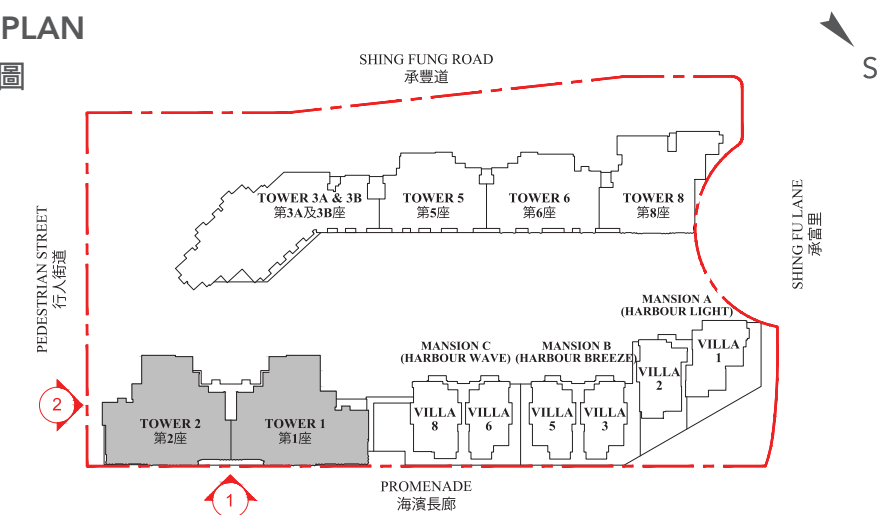 PLAN
圖
S
SHING FUNG ROAD
承豐道
PEDESTRIAN STREET
行人街道
SHING FU LANE
承富里
TOWER 3A & 3B
第3A及3B座
TOWER 5
第5座
TOWER 6
第6座
TOWER 8
第8座
MANSION A
(HARBOUR LIGHT)
MANSION C
(HARBOUR WAVE)
MANSION B
(HARBOUR BREEZE)
VILLA
1
VILLA
2
TOWER 2
第2座
TOWER 1
第1座
VILLA
8
VILLA
6
VILLA
5
VILLA
3
2
1
PROMENADE
海濱長廊